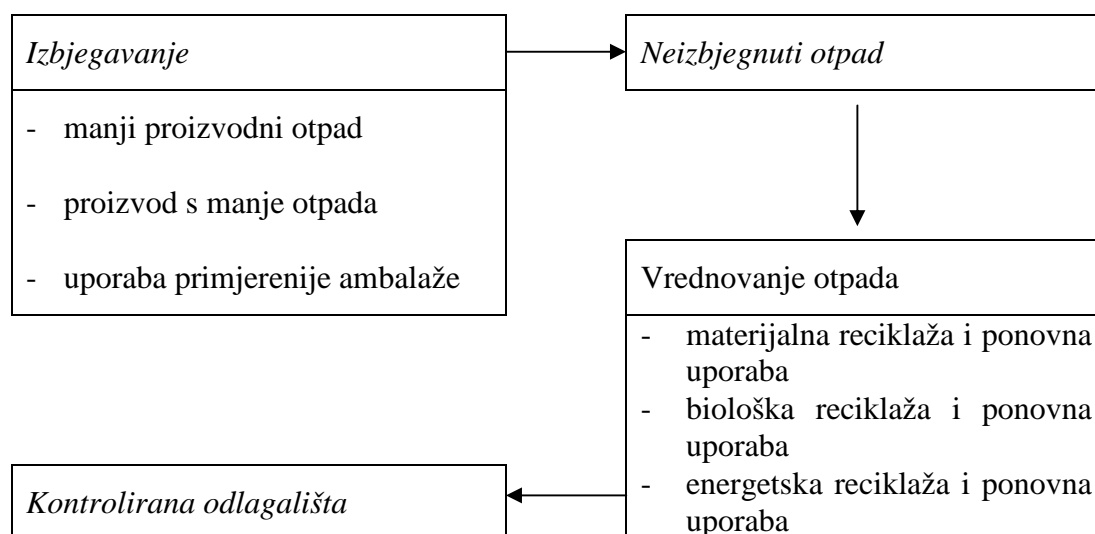 Izbjegavanje
- manji proizvodni otpad
- proizvod s manje otpada
- uporaba primjerenije ambalaže
Neizbjegnuti otpad
Vrednovanje otpada
- materijalna reciklaža i ponovna
uporaba
- biološka reciklaža i ponovna
uporaba
- energetska reciklaža i ponovna
uporaba
Kontrolirana odlagališta